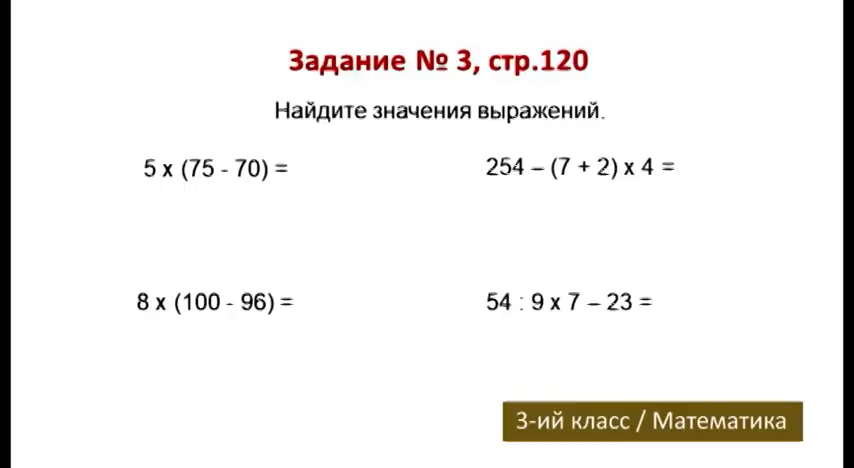 Задание № 3, стр.120
Найдите значения выражений.
5 х (75 - 70) =
254 – (7 + 2) х 4 =
8 х (100 - 96) =
54 : 9 х 7 – 23 =
3-ий класс / Математика